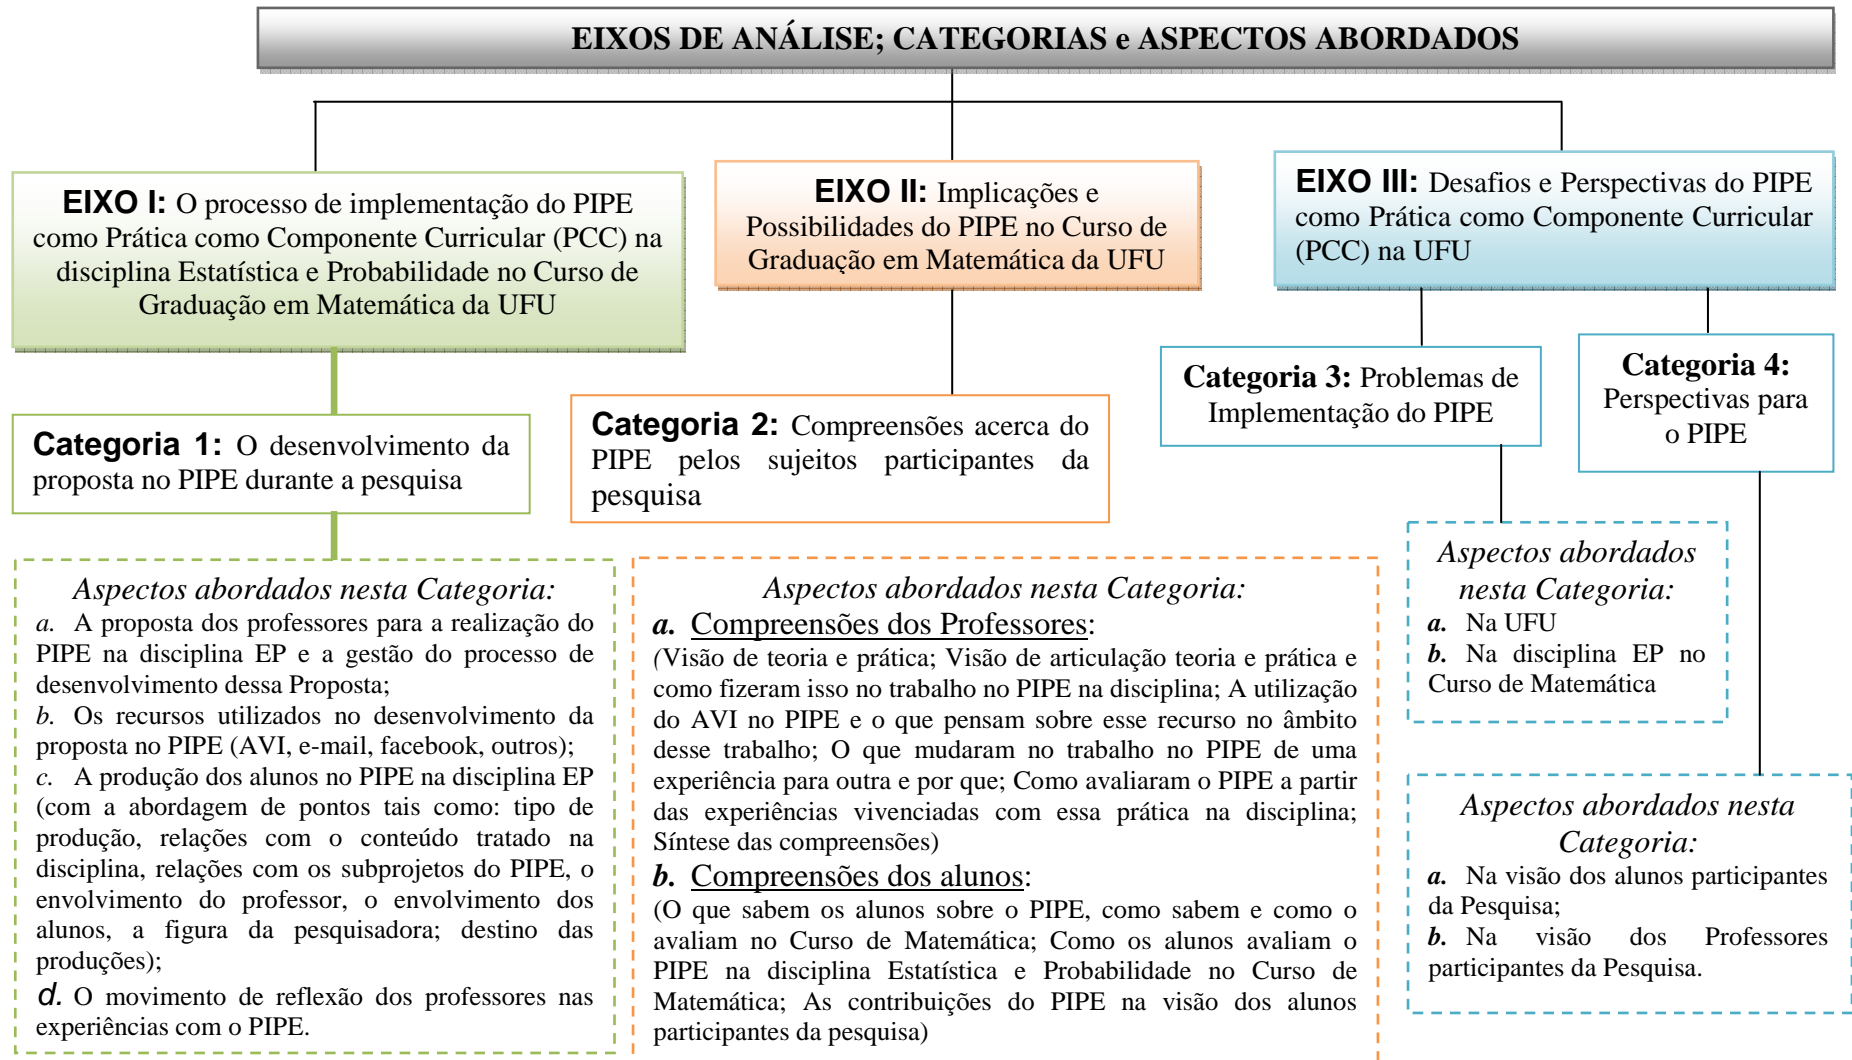 EIXOS DE ANÁLISE; CATEGORIAS e ASPECTOS ABORDADOS
EIXO I: O processo de implementação do PIPE
como Prática como Componente Curricular (PCC) na
disciplina Estatística e Probabilidade no Curso de
Graduação em Matemática da UFU
EIXO II: Implicações e
Possibilidades do PIPE no Curso de
Graduação em Matemática da UFU
EIXO III: Desafios e Perspectivas do PIPE
como Prática como Componente Curricular
(PCC) na UFU
Categoria 1: O desenvolvimento da
proposta no PIPE durante a pesquisa
Categoria 2: Compreensões acerca do
PIPE pelos sujeitos participantes da
pesquisa
Categoria 3: Problemas de
Implementação do PIPE
Categoria 4:
Perspectivas para
o PIPE
Aspectos abordados nesta Categoria:
a. A proposta dos professores para a realização do
PIPE na disciplina EP e a gestão do processo de
desenvolvimento dessa Proposta;
b. Os recursos utilizados no desenvolvimento da
proposta no PIPE (AVI, e-mail, facebook, outros);
c. A produção dos alunos no PIPE na disciplina EP
(com a abordagem de pontos tais como: tipo de
produção, relações com o conteúdo tratado na
disciplina, relações com os subprojetos do PIPE, o
envolvimento do professor, o envolvimento dos
alunos, a figura da pesquisadora; destino das
produções);
d. O movimento de reflexão dos professores nas
experiências com o PIPE.
Aspectos abordados nesta Categoria:
a. Compreensões dos Professores:
(Visão de teoria e prática; Visão de articulação teoria e prática e
como fizeram isso no trabalho no PIPE na disciplina; A utilização
do AVI no PIPE e o que pensam sobre esse recurso no âmbito
desse trabalho; O que mudaram no trabalho no PIPE de uma
experiência para outra e por que; Como avaliaram o PIPE a partir
das experiências vivenciadas com essa prática na disciplina;
Síntese das compreensões)
b. Compreensões dos alunos:
(O que sabem os alunos sobre o PIPE, como sabem e como o
avaliam no Curso de Matemática; Como os alunos avaliam o
PIPE na disciplina Estatística e Probabilidade no Curso de
Matemática; As contribuições do PIPE na visão dos alunos
participantes da pesquisa)
Aspectos abordados
nesta Categoria:
a. Na UFU
b. Na disciplina EP no
Curso de Matemática
Aspectos abordados nesta
Categoria:
a. Na visão dos alunos participantes
da Pesquisa;
b. Na visão dos Professores
participantes da Pesquisa.